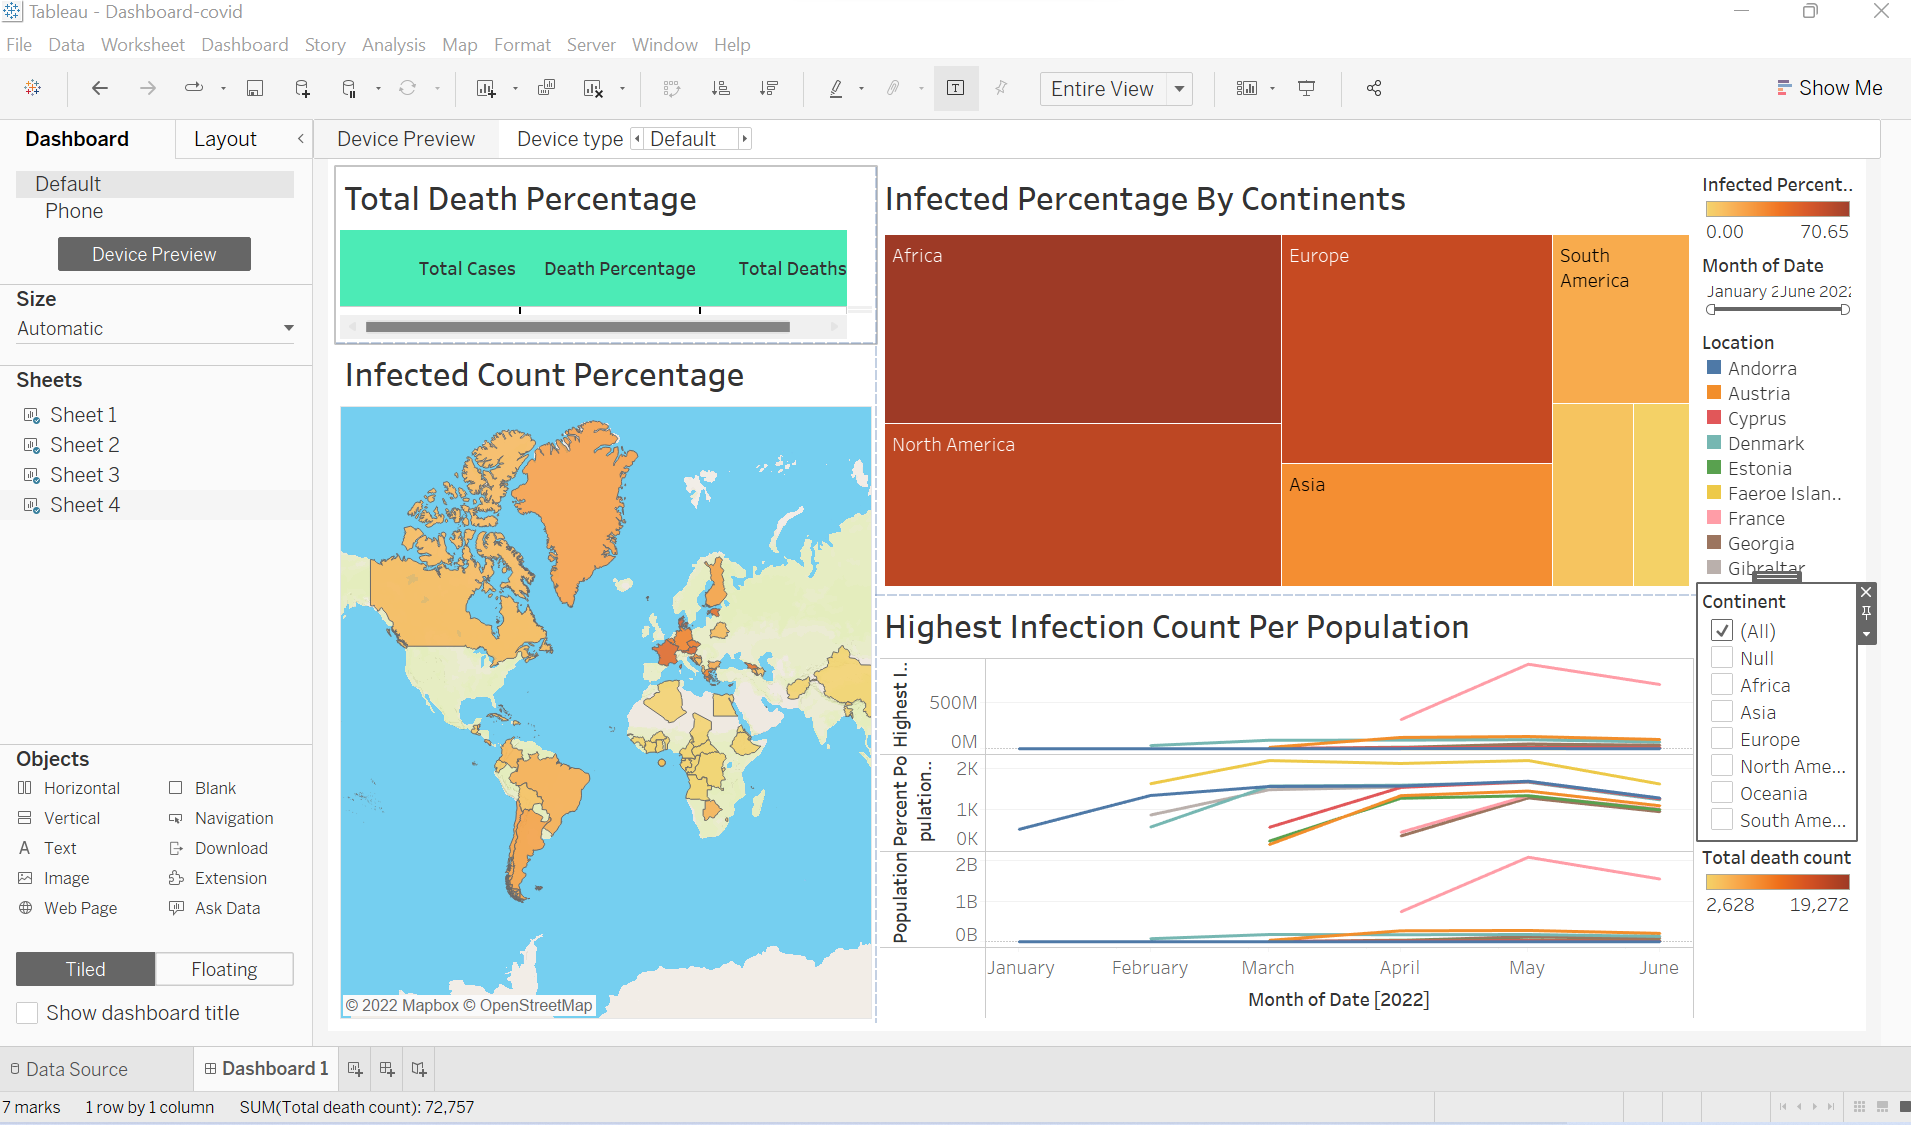 Tableau - Dashboard-covid
File Data Worksheet Dashboard Story Analysis Map Format Server Window Help
Entire View
Show Me
Dashboard
Layout
Device Preview
Device type
Default
Default
Phone
Device Preview
Size
Automatic
Sheets
Sheet 1
Sheet 2
Sheet 3
Sheet 4
Objects
Horizontal
Blank
Vertical
Navigation
A Text
Download
Image
Extension
Web Page
Ask Data
Tiled
Floating
Show dashboard title
Total Death Percentage
Total Cases
Death Percentage
Total Deaths
Infected Count Percentage
© 2022 Mapbox © OpenStreetMap
Infected Percentage By Continents
Africa
Europe
South
America
North America
Asia
Highest Infection Count Per Population
Highest I..
500M
0M
Percent Po
pulation..
2K
1K
0K
Population
2B
1B
0B
January
February
March
April
May
June
Month of Date [2022]
Infected Percent..
0.00
70.65
Month of Date
January 2
June 202
Location
Andorra
Austria
Cyprus
Denmark
Estonia
Faeroe Islan..
France
Georgia
Gibraltar
Continent
(All)
Null
Africa
Asia
Europe
North Ame...
Oceania
South Ame...
Total death count
2,628
19,272
Data Source
Dashboard 1
7 marks
1 row by 1 column
SUM(Total death count): 72,757